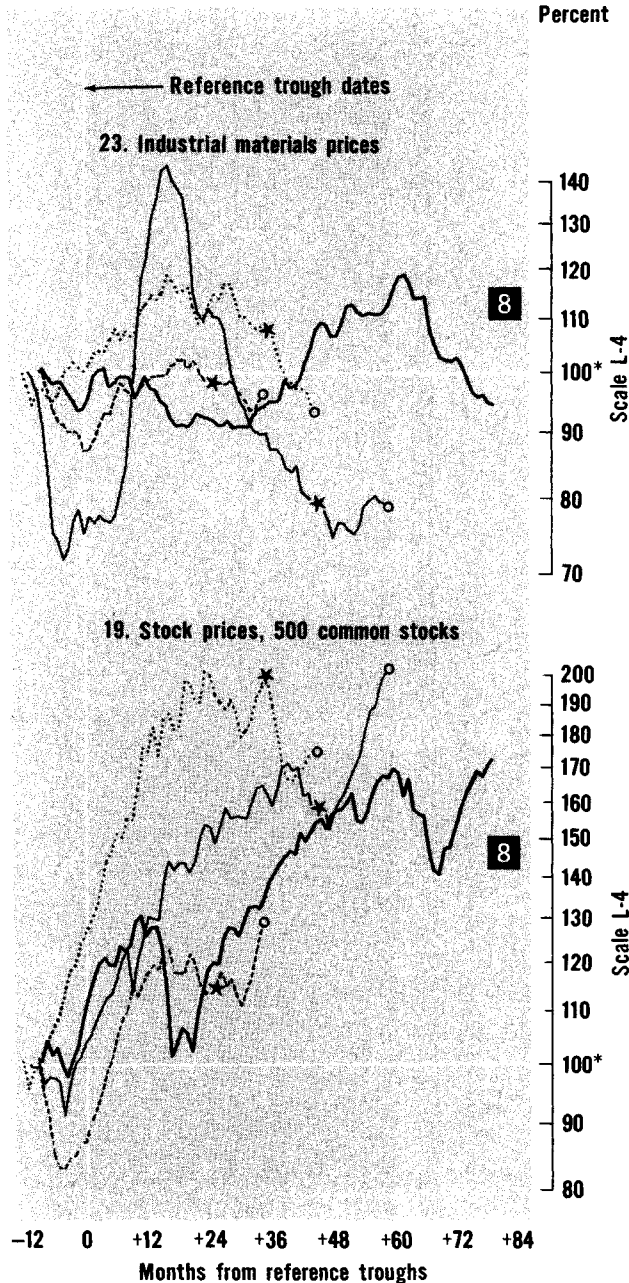 Percent
Reference trough dates
23. Industrial materials prices
140
130
120
110
100*
90
80
70
8
Scale L-4
19. Stock prices, 500 common stocks
200
190
180
170
160
150
140
130
120
110
100*
90
80
8
Scale L-4
−12 0 +12 +24 +36 +48 +60 +72 +84
Months from reference troughs